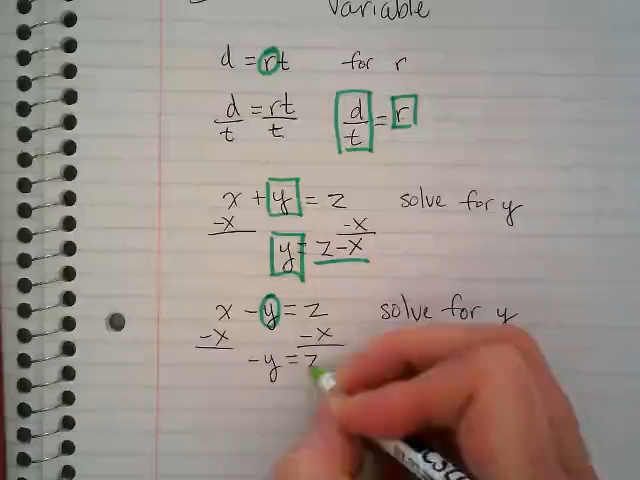 Variable
d = rt for r
d/t = rt/t d/t = r
x + y = z solve for y
-x -x
y = z - x
x - y = z solve for y
-x -x
-y = z